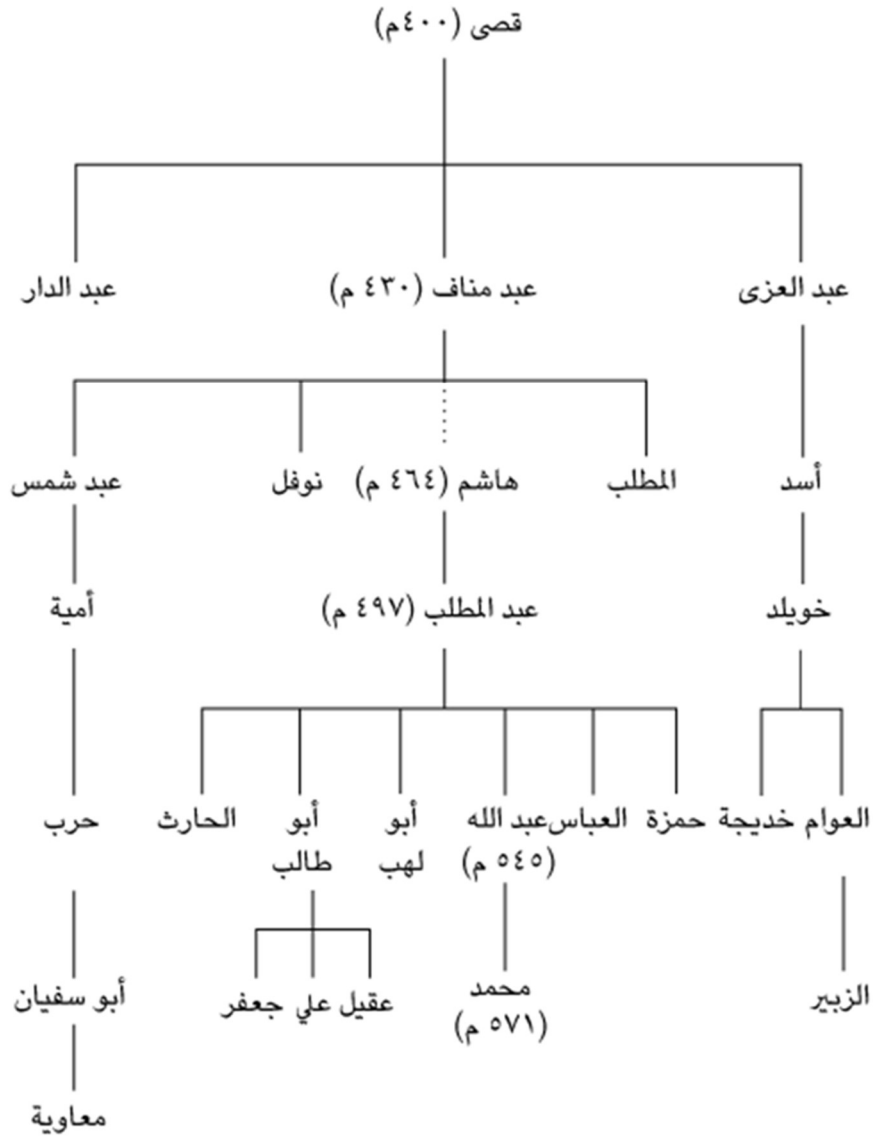 قصى (٤٠٠م)
عبد العزى عبد مناف (٤٣٠ م) عبد الدار
أسد المطلب هاشم (٤٦٤ م) نوفل عبد شمس
خويلد عبد المطلب (٤٩٧ م) أمية
العوام خديجة حمزة العباس عبد الله أبو أبو الحارث حرب
(٥٤٥ م) لهب طالب
الزبير محمد عقيل علي جعفر أبو سفيان
(٥٧١ م)
معاوية